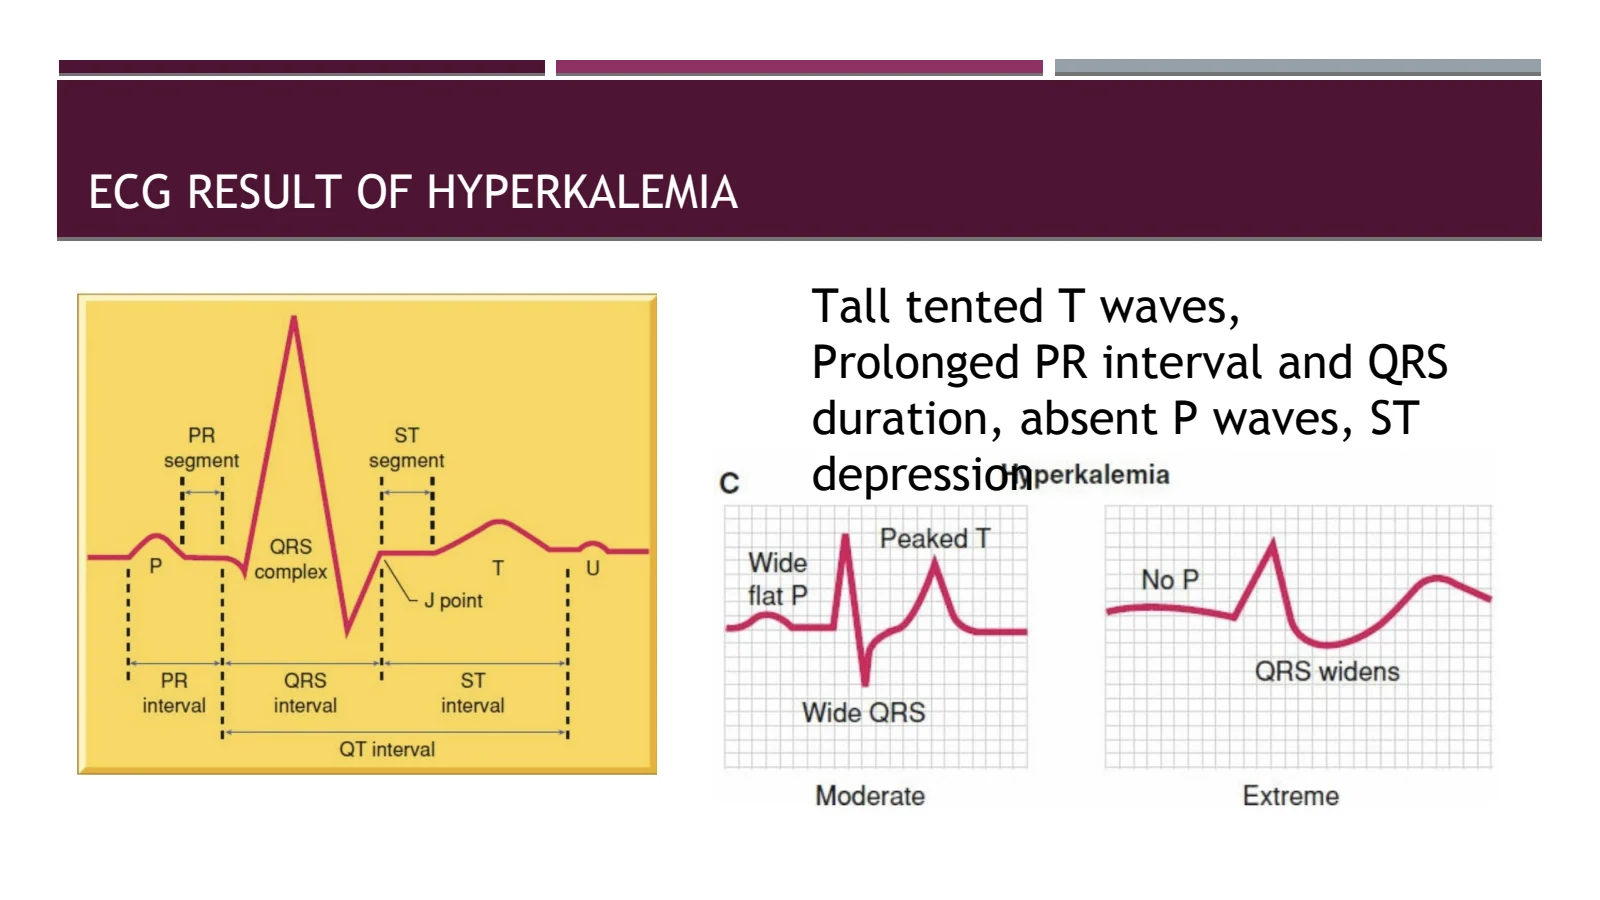 ECG RESULT OF HYPERKALEMIA
PR
segment
ST
segment
P
QRS
complex
T
U
J point
PR
interval
QRS
interval
ST
interval
QT interval
Tall tented T waves,
Prolonged PR interval and QRS
duration, absent P waves, ST
depression
C
Hyperkalemia
Wide
flat P
Peaked T
Wide QRS
Moderate
No P
QRS widens
Extreme